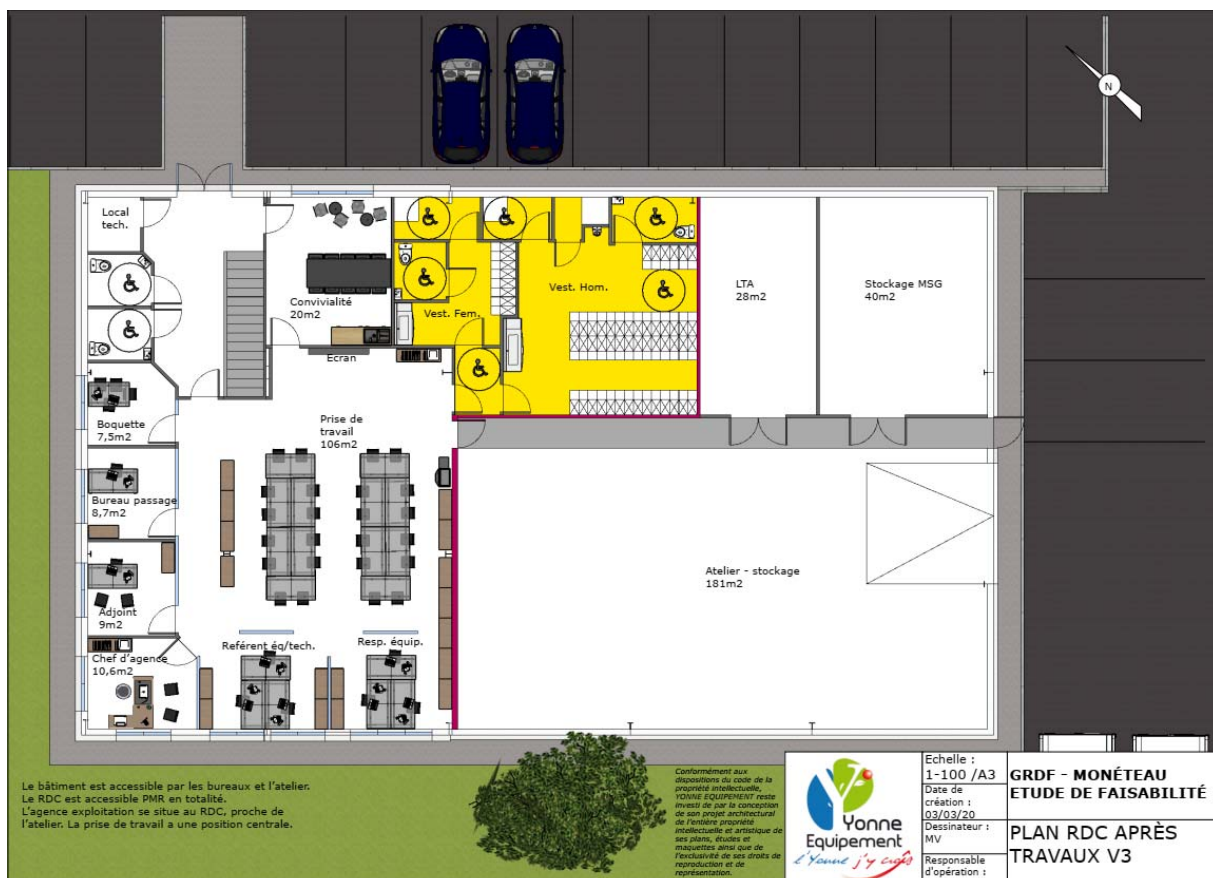 N
Local
tech.
Convivialité
20m2
Vest. Fem.
Vest. Hom.
LTA
28m2
Stockage MSG
40m2
Ecran
Boquette
7,5m2
Prise de
travail
106m2
Bureau passage
8,7m2
Adjoint
9m2
Chef d'agence
10,6m2
Reférent éq/tech.
Resp. équip.
Atelier - stockage
181m2
Le bâtiment est accessible par les bureaux et l'atelier.
Le RDC est accessible PMR en totalité.
L'agence exploitation se situe au RDC, proche de
l'atelier. La prise de travail a une position centrale.
Conformément aux
dispositions du code de la
propriété intellectuelle,
YONNE EQUIPEMENT reste
investi de par la conception
de son projet architectural
de l'entière propriété
intellectuelle et artistique de
ses plans, études et
maquettes ainsi que de
l'exclusivité de ses droits de
reproduction et de
représentation.
Yonne
Equipement
l'Yonne j'y crois
Echelle :
1-100 /A3
Date de
création :
03/03/20
Dessinateur :
MV
Responsable
d'opération :
GRDF - MONÉTEAU
ETUDE DE FAISABILITÉ
PLAN RDC APRÈS
TRAVAUX V3